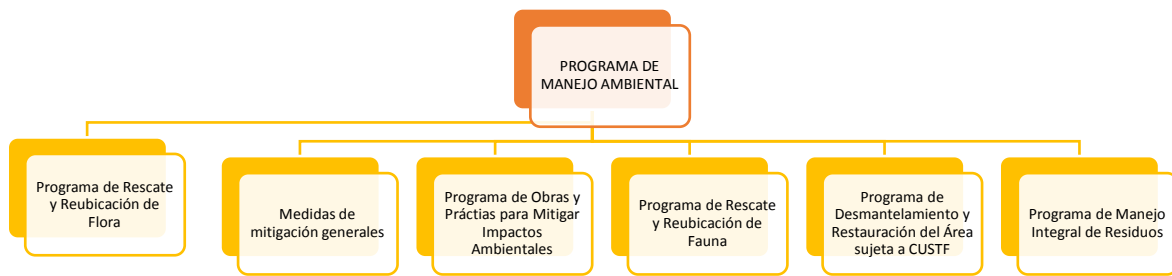 PROGRAMA DE
MANEJO AMBIENTAL
Programa de Rescate
y Reubicación de
Flora
Medidas de
mitigación generales
Programa de Obras y
Práctias para Mitigar
Impactos
Ambientales
Programa de Rescate
y Reubicación de
Fauna
Programa de
Desmantelamiento y
Restauración del Área
sujeta a CUSTF
Programa de Manejo
Integral de Residuos